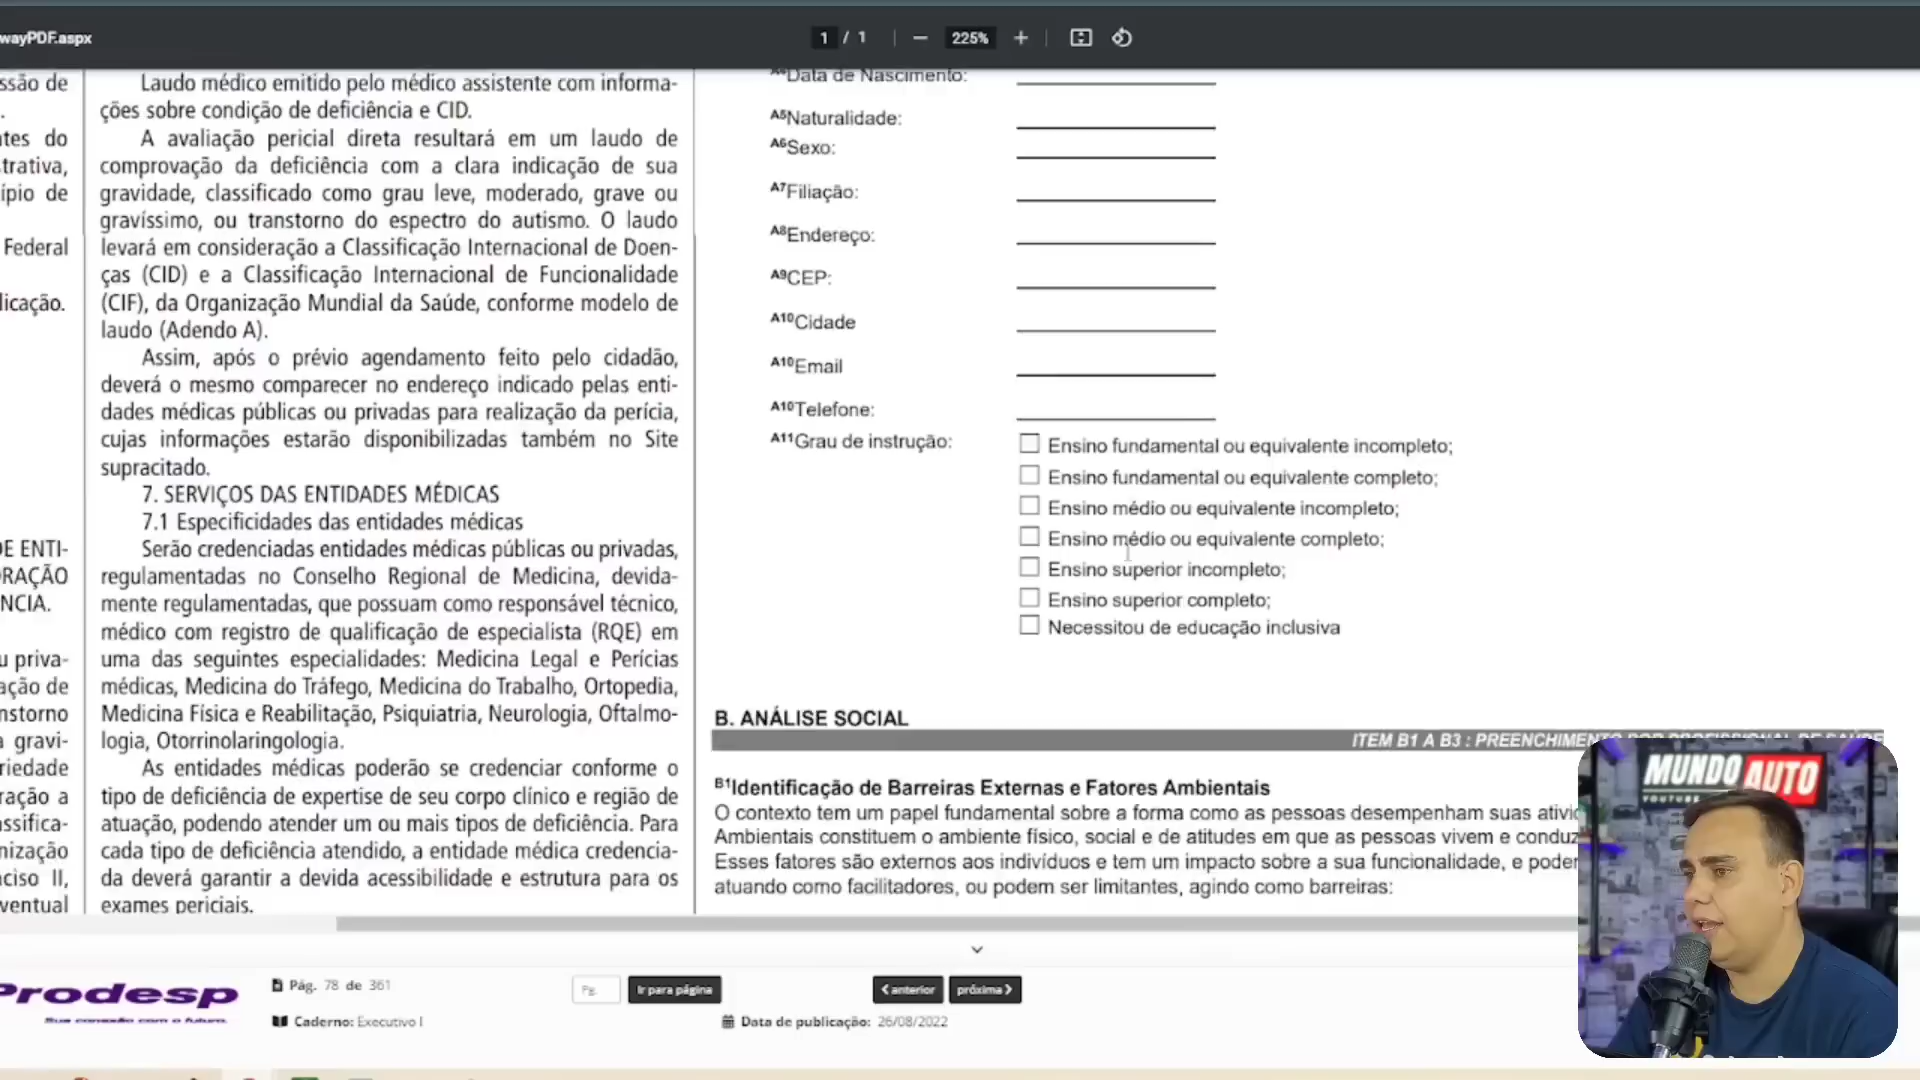 wayPDF.aspx
1 / 1
225%
ssão de
.
ntes do
trativa,
ípio de
Federal
licação.
DE ENTI-
RAÇÃO
NCIA.
u priva-
ação de
nstorno
a gravi-
riedade
ração a
assifica-
nização
ciso II,
ventual
Laudo médico emitido pelo médico assistente com informa-
ções sobre condição de deficiência e CID.
A avaliação pericial direta resultará em um laudo de
comprovação da deficiência com a clara indicação de sua
gravidade, classificado como grau leve, moderado, grave ou
gravíssimo, ou transtorno do espectro do autismo. O laudo
levará em consideração a Classificação Internacional de Doen-
ças (CID) e a Classificação Internacional de Funcionalidade
(CIF), da Organização Mundial da Saúde, conforme modelo de
laudo (Adendo A).
Assim, após o prévio agendamento feito pelo cidadão,
deverá o mesmo comparecer no endereço indicado pelas enti-
dades médicas públicas ou privadas para realização da perícia,
cujas informações estarão disponibilizadas também no Site
supracitado.
7. SERVIÇOS DAS ENTIDADES MÉDICAS
7.1 Especificidades das entidades médicas
Serão credenciadas entidades médicas públicas ou privadas,
regulamentadas no Conselho Regional de Medicina, devida-
mente regulamentadas, que possuam como responsável técnico,
médico com registro de qualificação de especialista (RQE) em
uma das seguintes especialidades: Medicina Legal e Perícias
médicas, Medicina do Tráfego, Medicina do Trabalho, Ortopedia,
Medicina Física e Reabilitação, Psiquiatria, Neurologia, Oftalmo-
logia, Otorrinolaringologia.
As entidades médicas poderão se credenciar conforme o
tipo de deficiência de expertise de seu corpo clínico e região de
atuação, podendo atender um ou mais tipos de deficiência. Para
cada tipo de deficiência atendido, a entidade médica credencia-
da deverá garantir a devida acessibilidade e estrutura para os
exames periciais.
A4Data de Nascimento:
A5Naturalidade:
A6Sexo:
A7Filiação:
A8Endereço:
A9CEP:
A10Cidade
A10Email
A10Telefone:
A11Grau de instrução:
Ensino fundamental ou equivalente incompleto;
Ensino fundamental ou equivalente completo;
Ensino médio ou equivalente incompleto;
Ensino médio ou equivalente completo;
Ensino superior incompleto;
Ensino superior completo;
Necessitou de educação inclusiva
B. ANÁLISE SOCIAL
ITEM B1 A B3 : PREENCHIMENTO POR PROFISSIONAL DE SAÚDE
B1Identificação de Barreiras Externas e Fatores Ambientais
O contexto tem um papel fundamental sobre a forma como as pessoas desempenham suas ativi
Ambientais constituem o ambiente físico, social e de atitudes em que as pessoas vivem e conduz
Esses fatores são externos aos indivíduos e tem um impacto sobre a sua funcionalidade, e poder
atuando como facilitadores, ou podem ser limitantes, agindo como barreiras:
MUNDO AUTO
Prodesp
Sua conexão com o futuro.
Pág. 78 de 361
Caderno: Executivo I
Pg.
Ir para página
anterior
próxima
Data de publicação: 26/08/2022